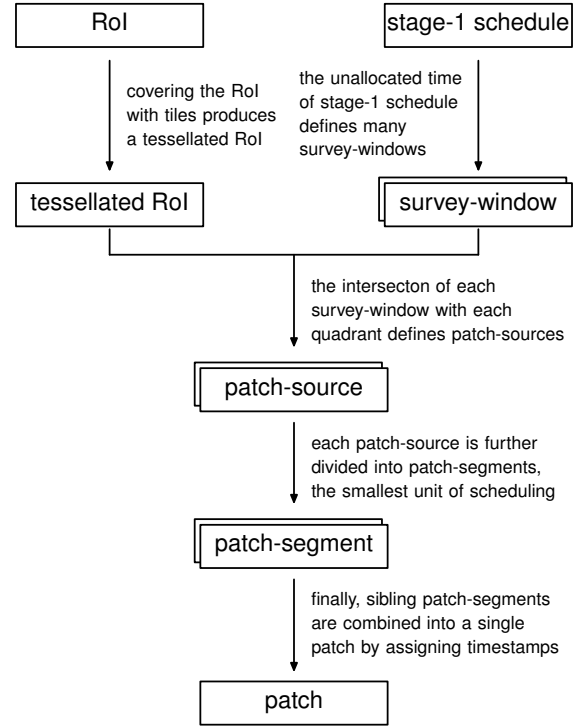 RoI
stage-1 schedule
covering the RoI
with tiles produces
a tessellated RoI
the unallocated time
of stage-1 schedule
defines many
survey-windows
tessellated RoI
survey-window
the intersecton of each
survey-window with each
quadrant defines patch-sources
patch-source
each patch-source is further
divided into patch-segments,
the smallest unit of scheduling
patch-segment
finally, sibling patch-segments
are combined into a single
patch by assigning timestamps
patch